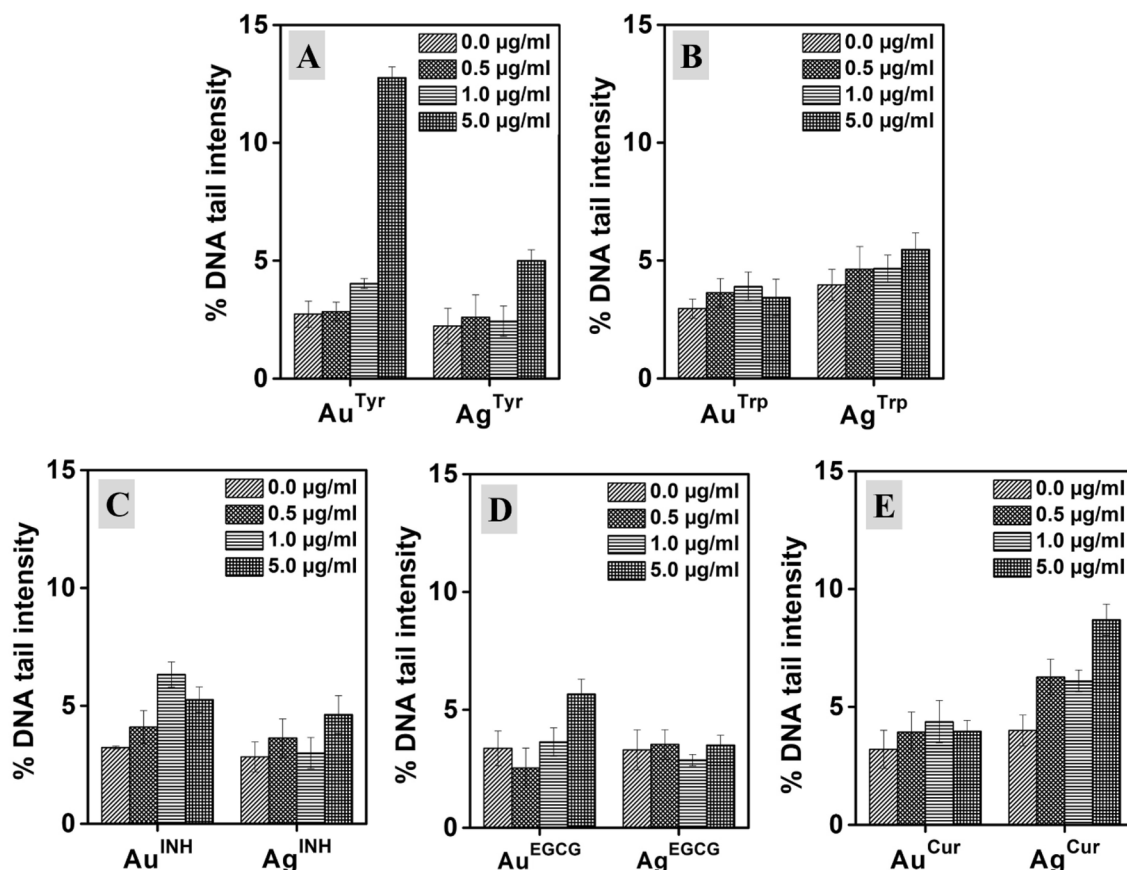 A
% DNA tail intensity
15
10
5
0
0.0 µg/ml
0.5 µg/ml
1.0 µg/ml
5.0 µg/ml
Au^Tyr Ag^Tyr
B
% DNA tail intensity
15
10
5
0
0.0 µg/ml
0.5 µg/ml
1.0 µg/ml
5.0 µg/ml
Au^Trp Ag^Trp
C
% DNA tail intensity
15
10
5
0
0.0 µg/ml
0.5 µg/ml
1.0 µg/ml
5.0 µg/ml
Au^INH Ag^INH
D
% DNA tail intensity
15
10
5
0
0.0 µg/ml
0.5 µg/ml
1.0 µg/ml
5.0 µg/ml
Au^EGCG Ag^EGCG
E
% DNA tail intensity
15
10
5
0
0.0 µg/ml
0.5 µg/ml
1.0 µg/ml
5.0 µg/ml
Au^Cur Ag^Cur